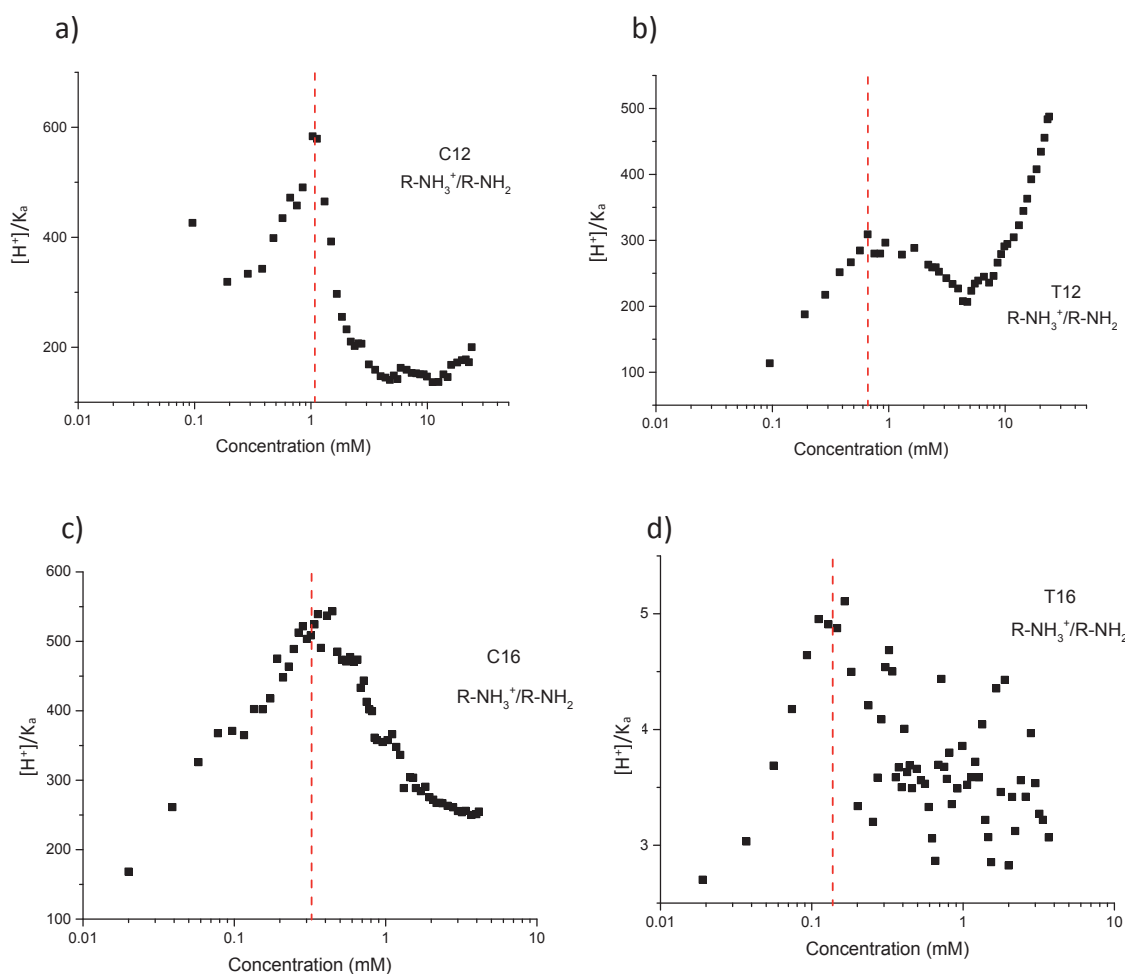 a)
600
400
200
0.01
0.1
1
10
[H⁺]/Kₐ
Concentration (mM)
C12
R-NH₃⁺/R-NH₂
b)
500
400
300
200
100
0.01
0.1
1
10
[H⁺]/Kₐ
Concentration (mM)
T12
R-NH₃⁺/R-NH₂
c)
600
500
400
300
200
100
0.01
0.1
1
10
[H⁺]/Kₐ
Concentration (mM)
C16
R-NH₃⁺/R-NH₂
d)
5
4
3
0.01
0.1
1
10
[H⁺]/Kₐ
Concentration (mM)
T16
R-NH₃⁺/R-NH₂